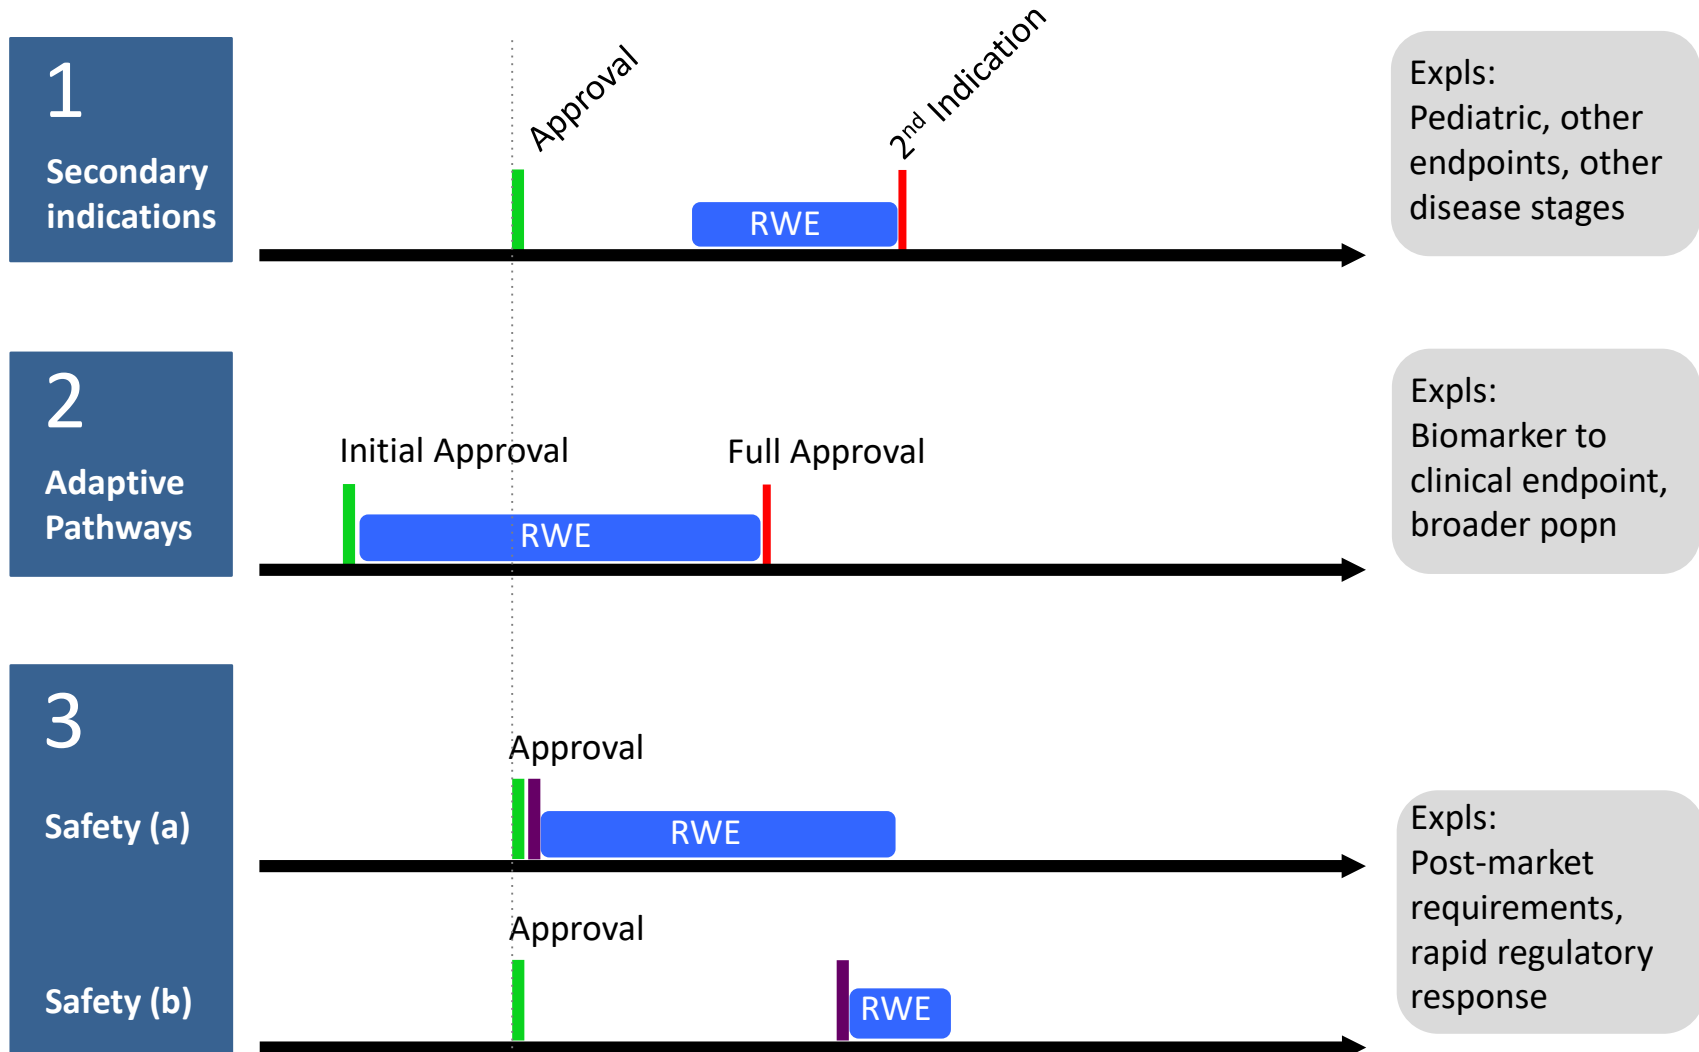 1
Secondary
indications
Approval
2nd Indication
RWE
Expls:
Pediatric, other
endpoints, other
disease stages
2
Adaptive
Pathways
Initial Approval
Full Approval
RWE
Expls:
Biomarker to
clinical endpoint,
broader popn
3
Safety (a)
Approval
RWE
Safety (b)
Approval
RWE
Expls:
Post-market
requirements,
rapid regulatory
response